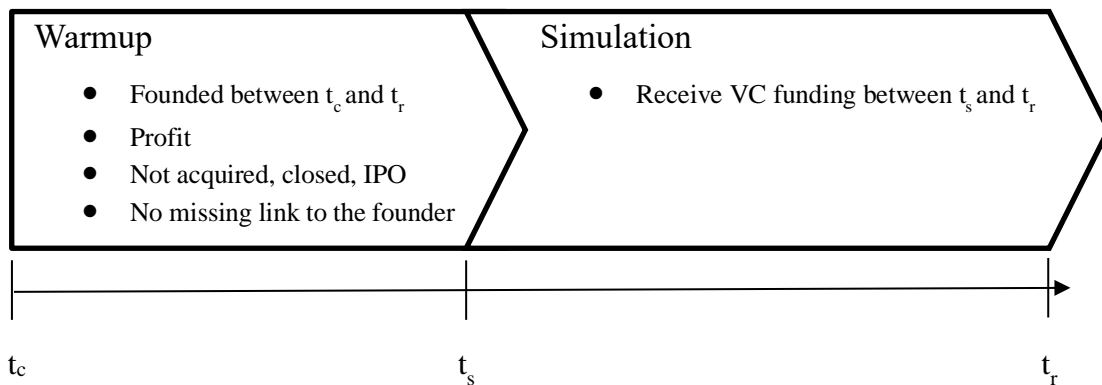 Warmup
● Founded between t_c and t_r
● Profit
● Not acquired, closed, IPO
● No missing link to the founder
Simulation
● Receive VC funding between t_s and t_r
t_c
t_s
t_r